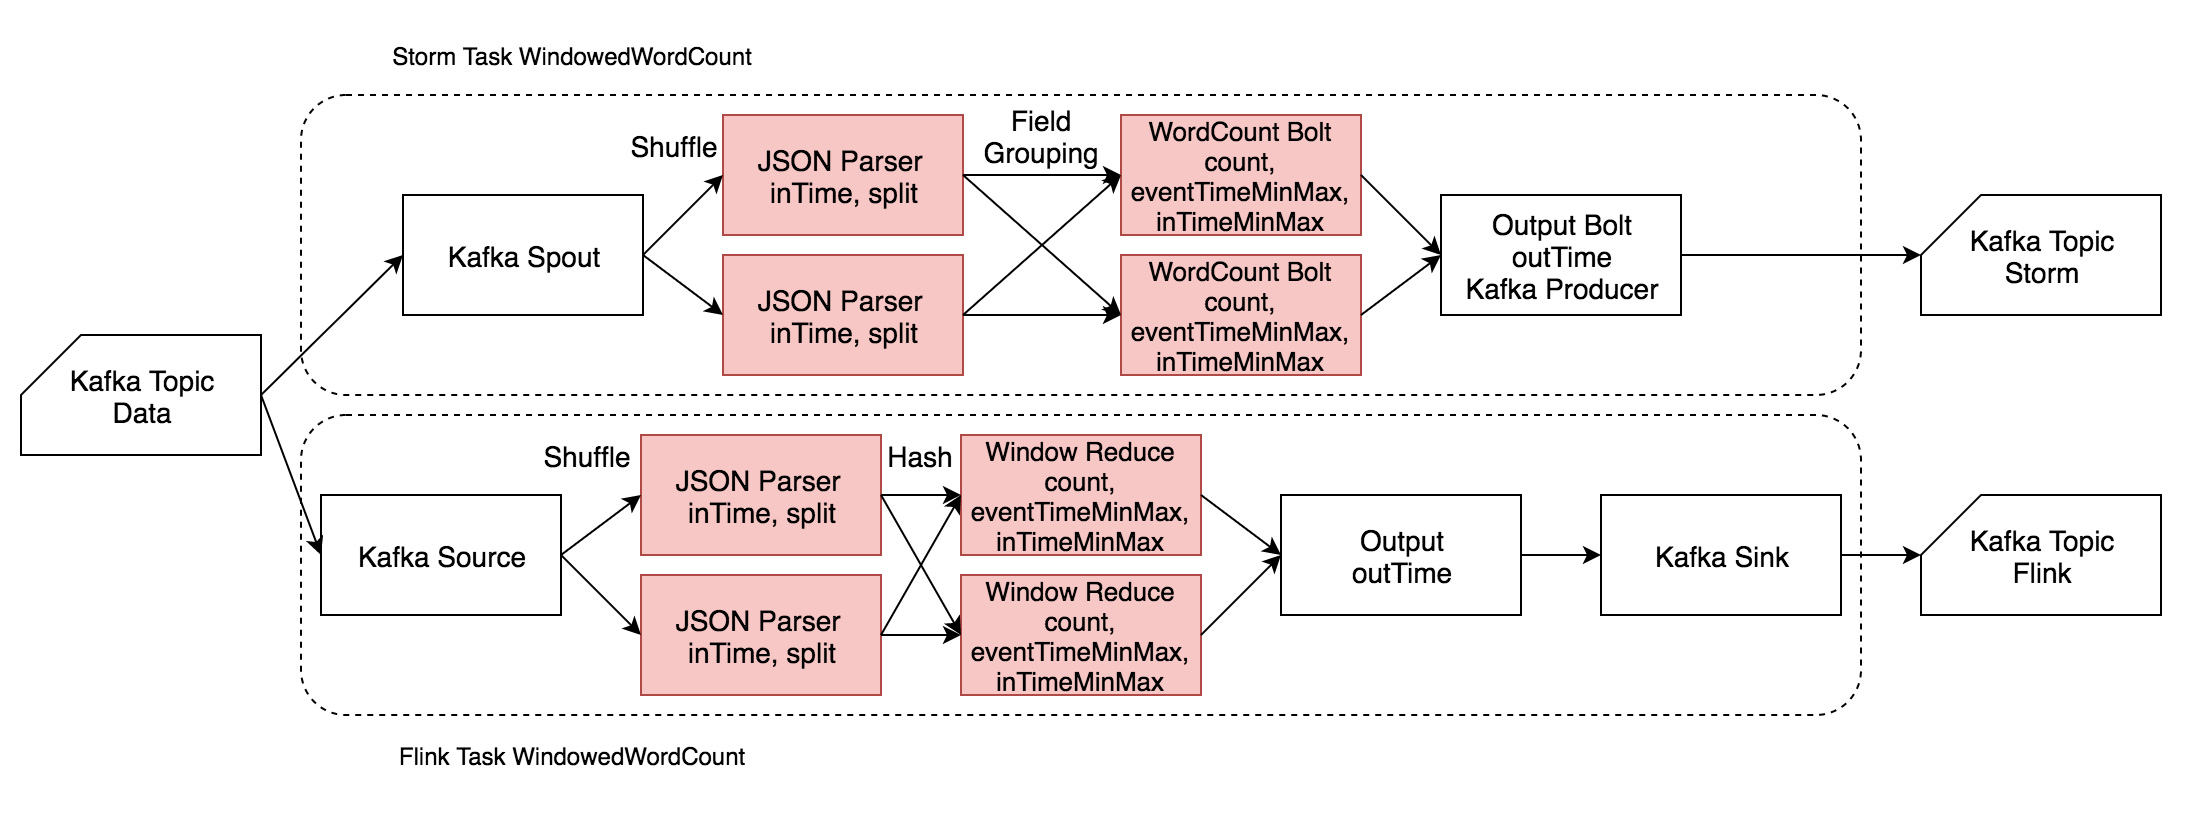 Storm Task WindowedWordCount
Shuffle
JSON Parser
inTime, split
Field
Grouping
WordCount Bolt
count,
eventTimeMinMax,
inTimeMinMax
Kafka Spout
JSON Parser
inTime, split
WordCount Bolt
count,
eventTimeMinMax,
inTimeMinMax
Output Bolt
outTime
Kafka Producer
Kafka Topic
Storm
Kafka Topic
Data
Shuffle
JSON Parser
inTime, split
Hash
Window Reduce
count,
eventTimeMinMax,
inTimeMinMax
Kafka Source
JSON Parser
inTime, split
Window Reduce
count,
eventTimeMinMax,
inTimeMinMax
Output
outTime
Kafka Sink
Kafka Topic
Flink
Flink Task WindowedWordCount